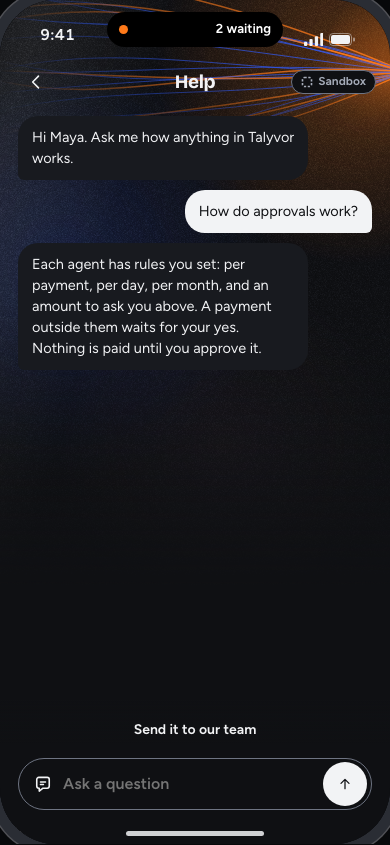 9:41
2 waiting
Help
Sandbox
Hi Maya. Ask me how anything in Talyvor
works.
How do approvals work?
Each agent has rules you set: per
payment, per day, per month, and an
amount to ask you above. A payment
outside them waits for your yes.
Nothing is paid until you approve it.
Send it to our team
Ask a question